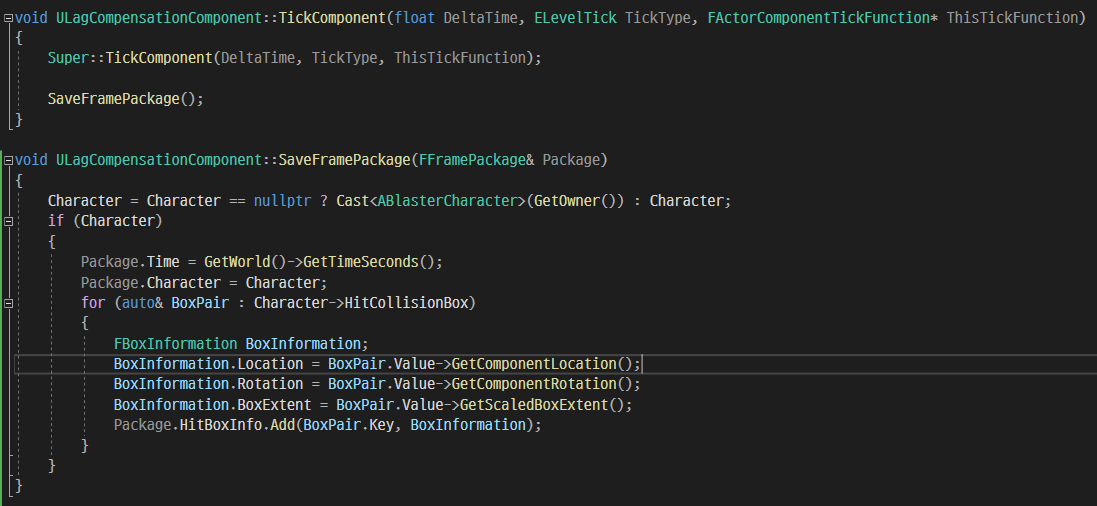 void ULagCompensationComponent::TickComponent(float DeltaTime, ELevelTick TickType, FActorComponentTickFunction* ThisTickFunction)
{
    Super::TickComponent(DeltaTime, TickType, ThisTickFunction);

    SaveFramePackage();
}

void ULagCompensationComponent::SaveFramePackage(FFramePackage& Package)
{
    Character = Character == nullptr ? Cast<ABlasterCharacter>(GetOwner()) : Character;
    if (Character)
    {
        Package.Time = GetWorld()->GetTimeSeconds();
        Package.Character = Character;
        for (auto& BoxPair : Character->HitCollisionBox)
        {
            FBoxInformation BoxInformation;
            BoxInformation.Location = BoxPair.Value->GetComponentLocation();
            BoxInformation.Rotation = BoxPair.Value->GetComponentRotation();
            BoxInformation.BoxExtent = BoxPair.Value->GetScaledBoxExtent();
            Package.HitBoxInfo.Add(BoxPair.Key, BoxInformation);
        }
    }
}